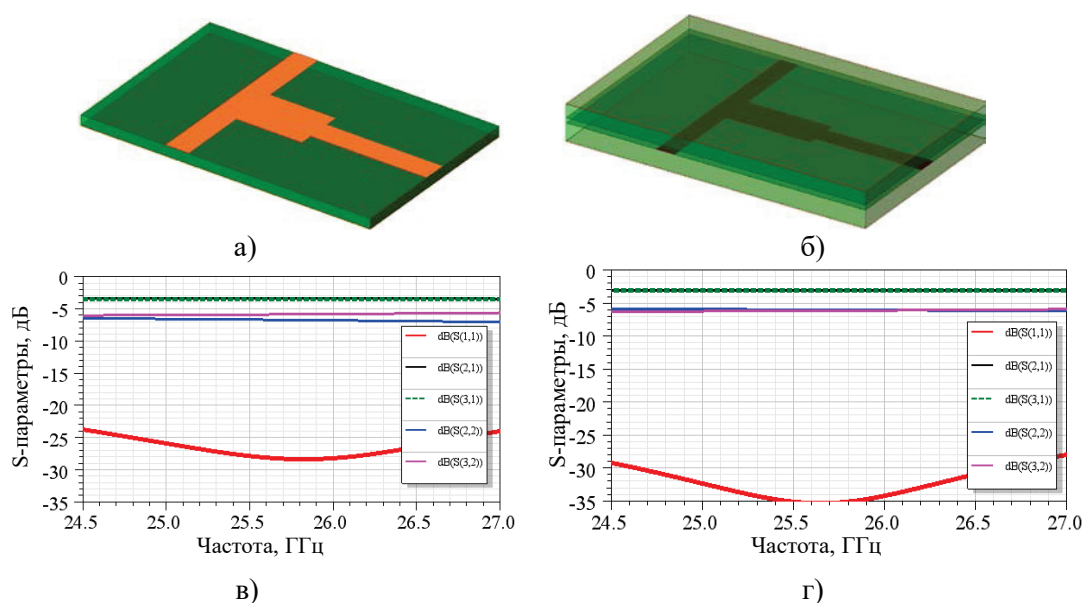 а)
б)
S-параметры, дБ
0
-5
-10
-15
-20
-25
-30
-35
dB(S(1,1))
dB(S(2,1))
dB(S(3,1))
dB(S(2,2))
dB(S(3,2))
24.5 25.0 25.5 26.0 26.5 27.0
Частота, ГГц
в)
S-параметры, дБ
0
-5
-10
-15
-20
-25
-30
-35
dB(S(1,1))
dB(S(2,1))
dB(S(3,1))
dB(S(2,2))
dB(S(3,2))
24.5 25.0 25.5 26.0 26.5 27.0
Частота, ГГц
г)